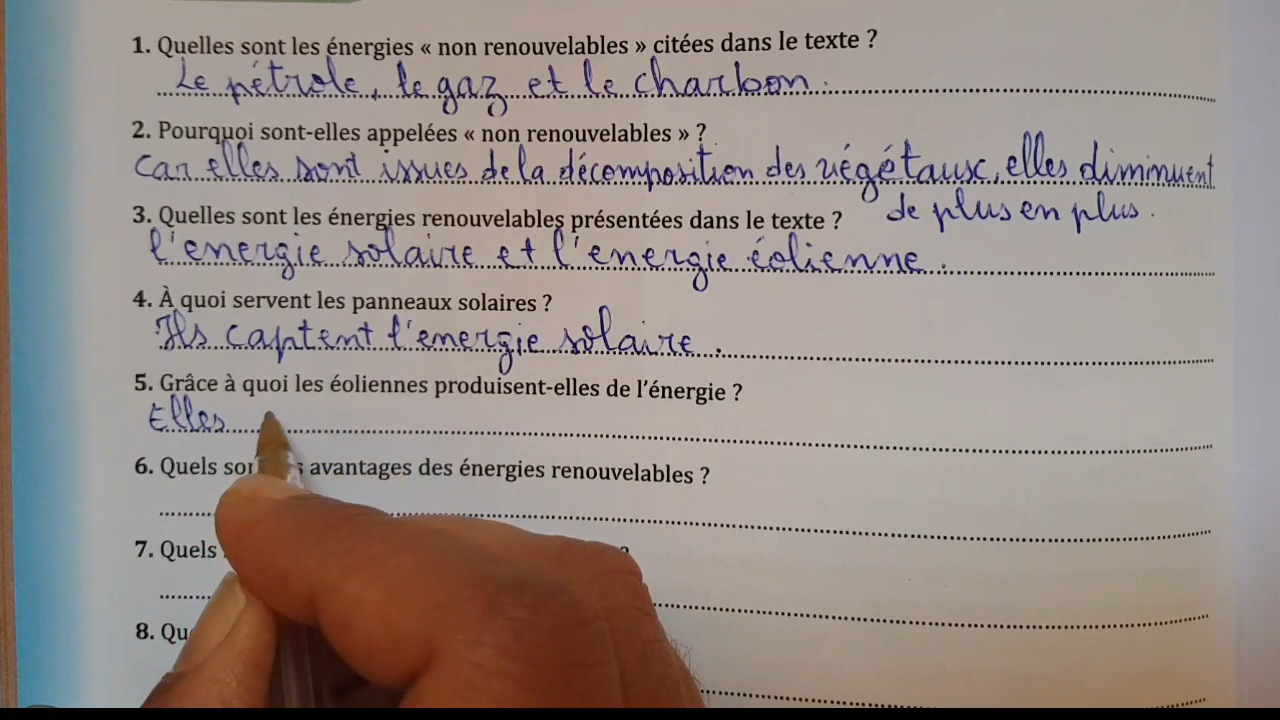 1. Quelles sont les énergies « non renouvelables » citées dans le texte ?
Le pétrole, le gaz et le charbon.
2. Pourquoi sont-elles appelées « non renouvelables » ?
car elles sont issues de la décomposition des végétaux, elles diminuent
de plus en plus.
3. Quelles sont les énergies renouvelables présentées dans le texte ?
l'energie solaire et l'energie éolienne.
4. À quoi servent les panneaux solaires ?
Ils captent l'energie solaire.
5. Grâce à quoi les éoliennes produisent-elles de l'énergie ?
Elles
6. Quels avantages des énergies renouvelables ?
7. Quels ?
8.